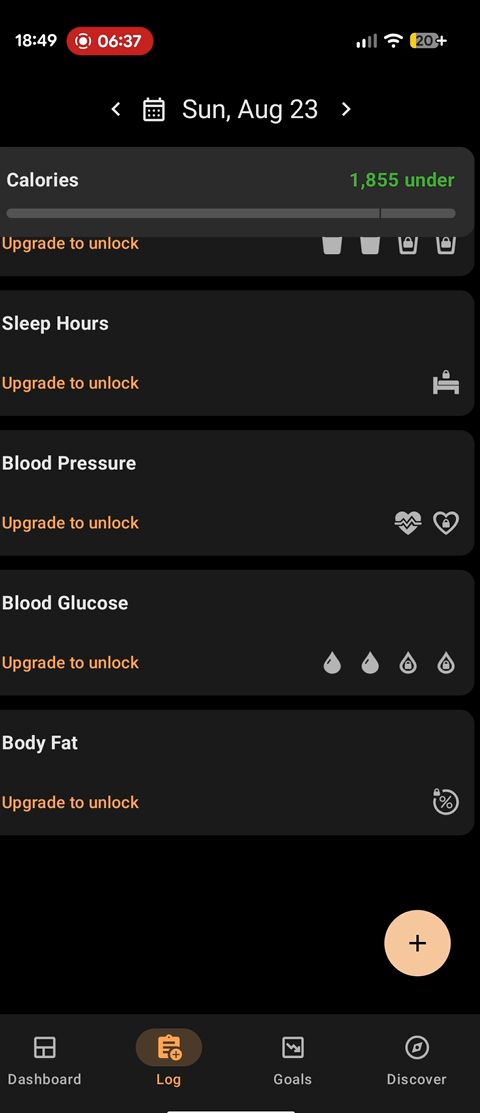 18:49 06:37 20+
Sun, Aug 23
Calories 1,855 under
Upgrade to unlock
Sleep Hours
Upgrade to unlock
Blood Pressure
Upgrade to unlock
Blood Glucose
Upgrade to unlock
Body Fat
Upgrade to unlock
%
+
Dashboard Log Goals Discover